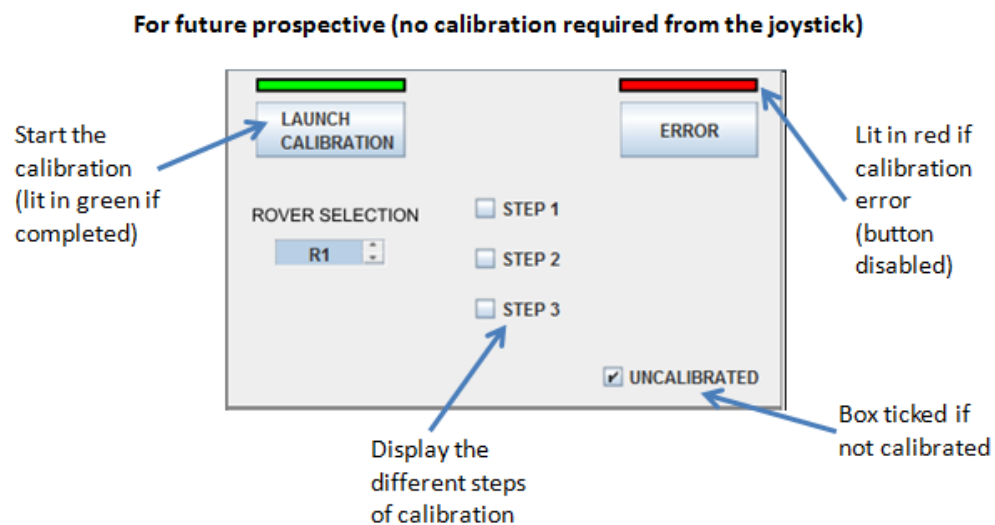 For future prospective (no calibration required from the joystick)
LAUNCH
CALIBRATION
ERROR
Start the
calibration
(lit in green if
completed)
Lit in red if
calibration
error
(button
disabled)
ROVER SELECTION
R1
STEP 1
STEP 2
STEP 3
UNCALIBRATED
Box ticked if
not calibrated
Display the
different steps
of calibration